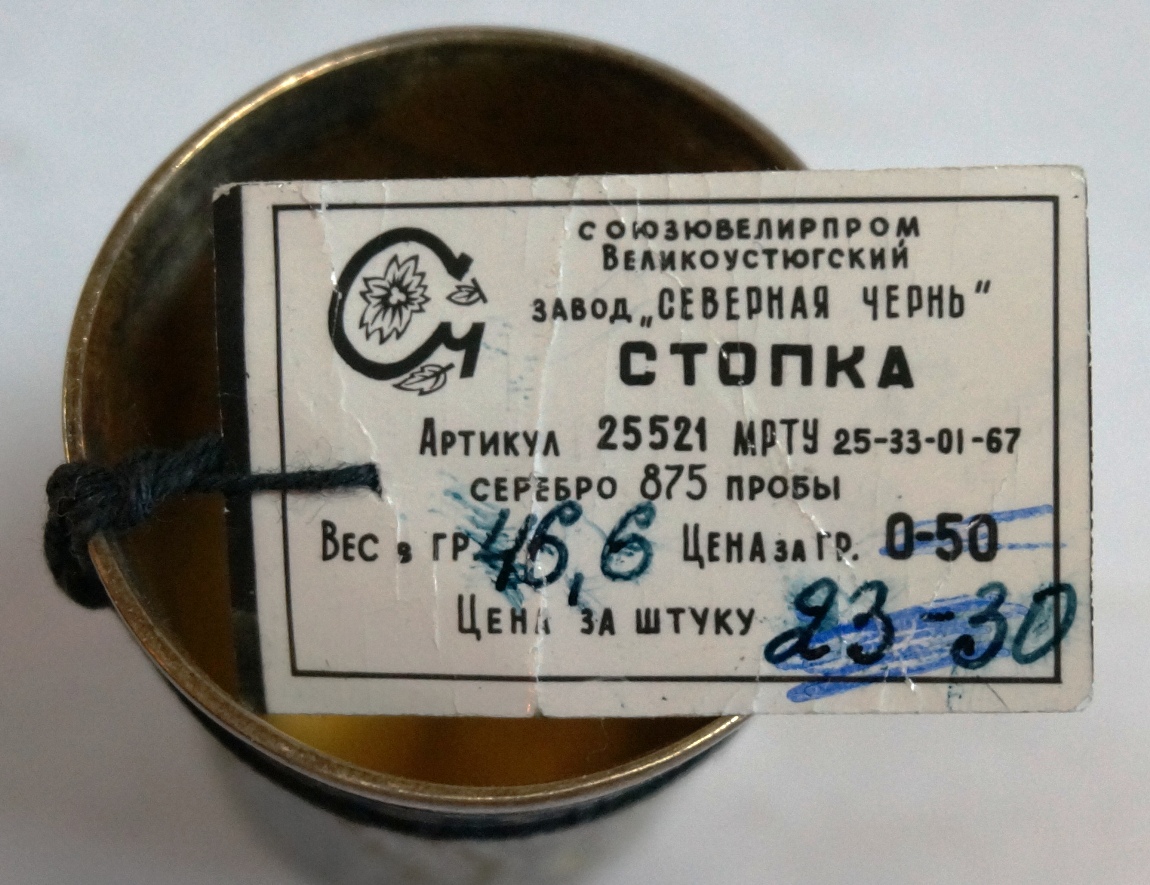 СОЮЗЮВЕЛИРПРОМ
ВЕЛИКОУСТЮГСКИЙ
ЗАВОД „СЕВЕРНАЯ ЧЕРНЬ“
СЧ
СТОПКА
АРТИКУЛ 25521 МРТУ 25-33-01-67
СЕРЕБРО 875 ПРОБЫ
ВЕС в ГР. 46,6 ЦЕНА ЗА ГР. 0-50
ЦЕНА ЗА ШТУКУ 23-30